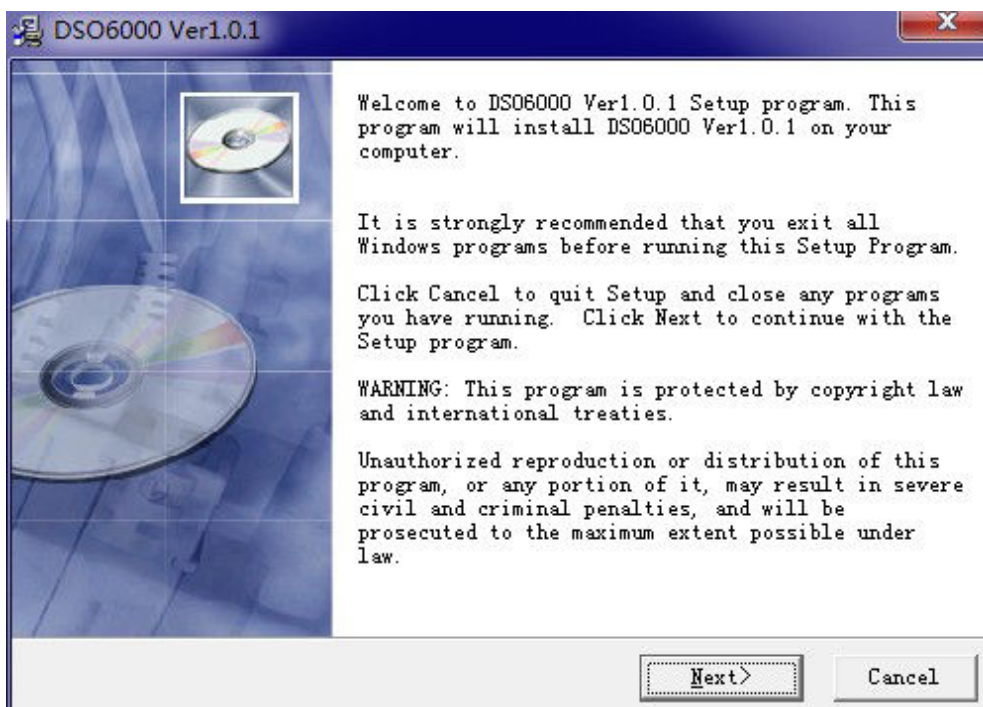 DSO6000 Ver1.0.1
Welcome to DSO6000 Ver1.0.1 Setup program. This
program will install DSO6000 Ver1.0.1 on your
computer.
It is strongly recommended that you exit all
Windows programs before running this Setup Program.
Click Cancel to quit Setup and close any programs
you have running. Click Next to continue with the
Setup program.
WARNING: This program is protected by copyright law
and international treaties.
Unauthorized reproduction or distribution of this
program, or any portion of it, may result in severe
civil and criminal penalties, and will be
prosecuted to the maximum extent possible under
law.
Next>
Cancel